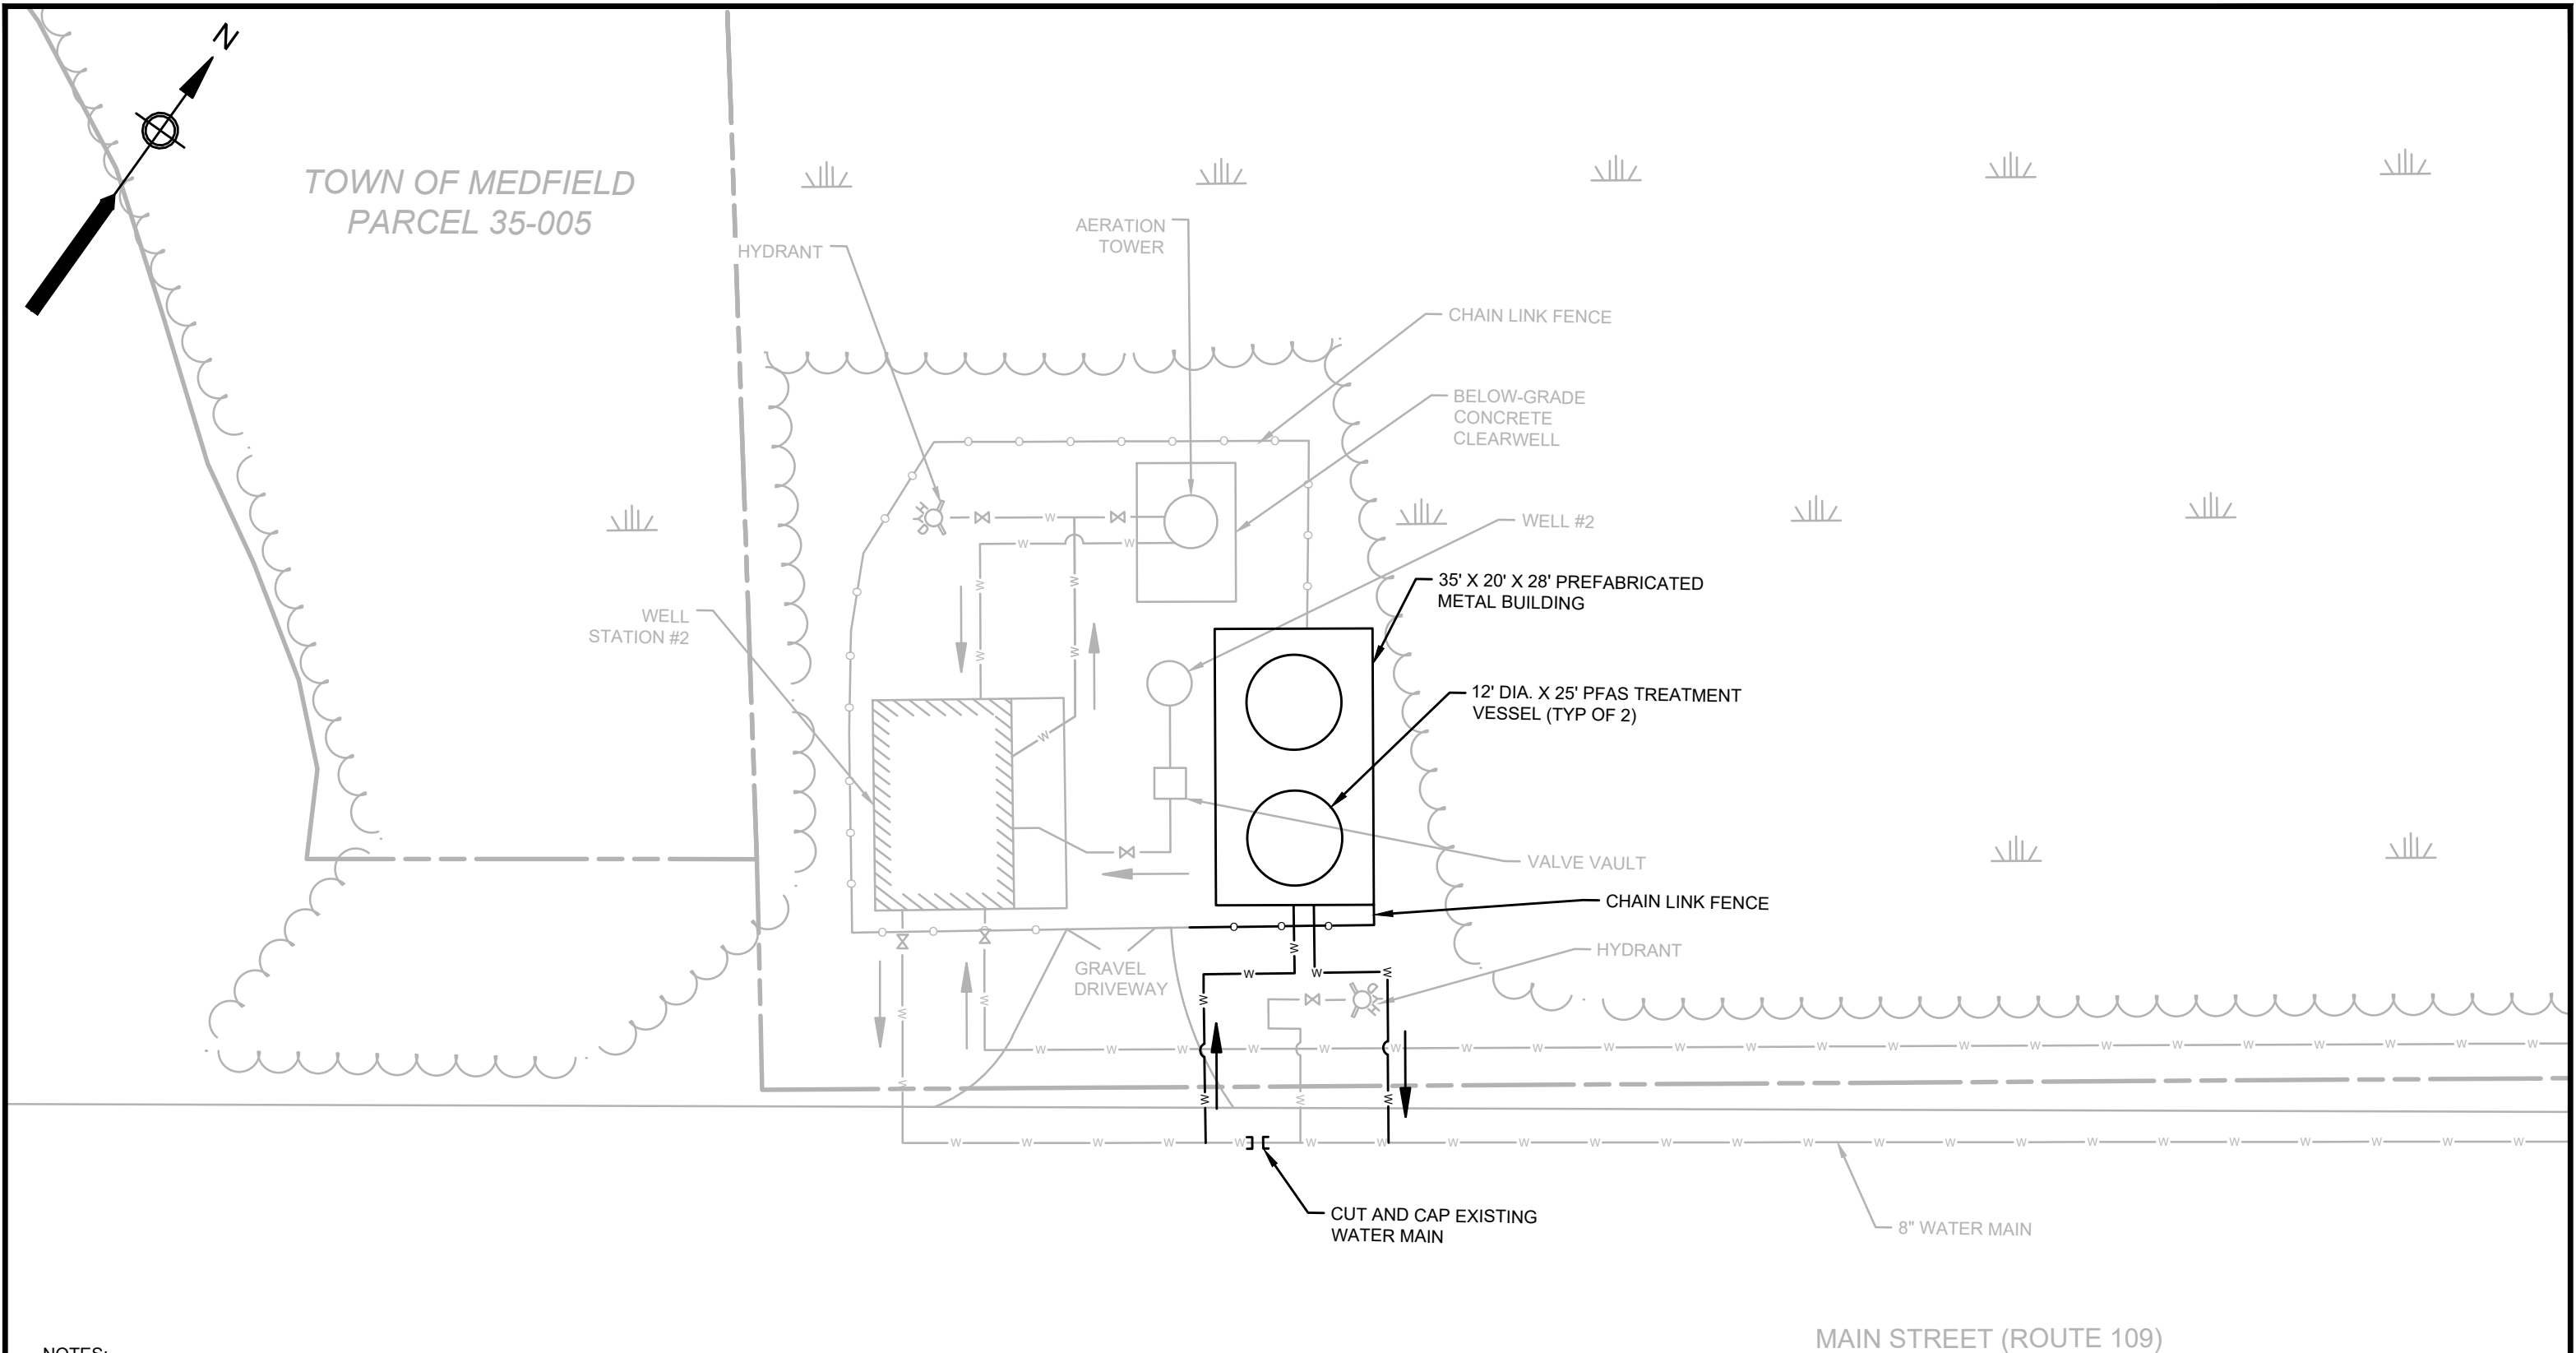 N
TOWN OF MEDFIELD
PARCEL 35-005
HYDRANT
AERATION
TOWER
CHAIN LINK FENCE
BELOW-GRADE
CONCRETE
CLEARWELL
WELL #2
35' X 20' X 28' PREFABRICATED
METAL BUILDING
WELL
STATION #2
12' DIA. X 25' PFAS TREATMENT
VESSEL (TYP OF 2)
VALVE VAULT
CHAIN LINK FENCE
HYDRANT
GRAVEL
DRIVEWAY
CUT AND CAP EXISTING
WATER MAIN
8" WATER MAIN
MAIN STREET (ROUTE 109)
NOTES: